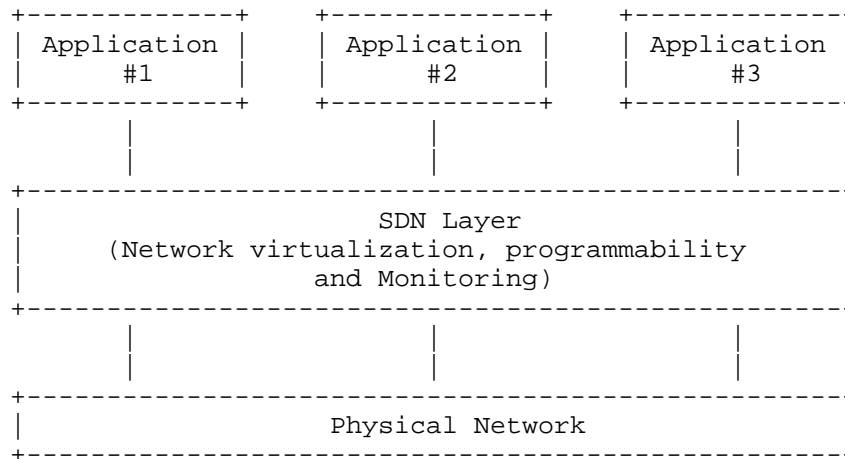 Application Application Application
#1 #2 #3
SDN Layer
(Network virtualization, programmability
and Monitoring)
Physical Network